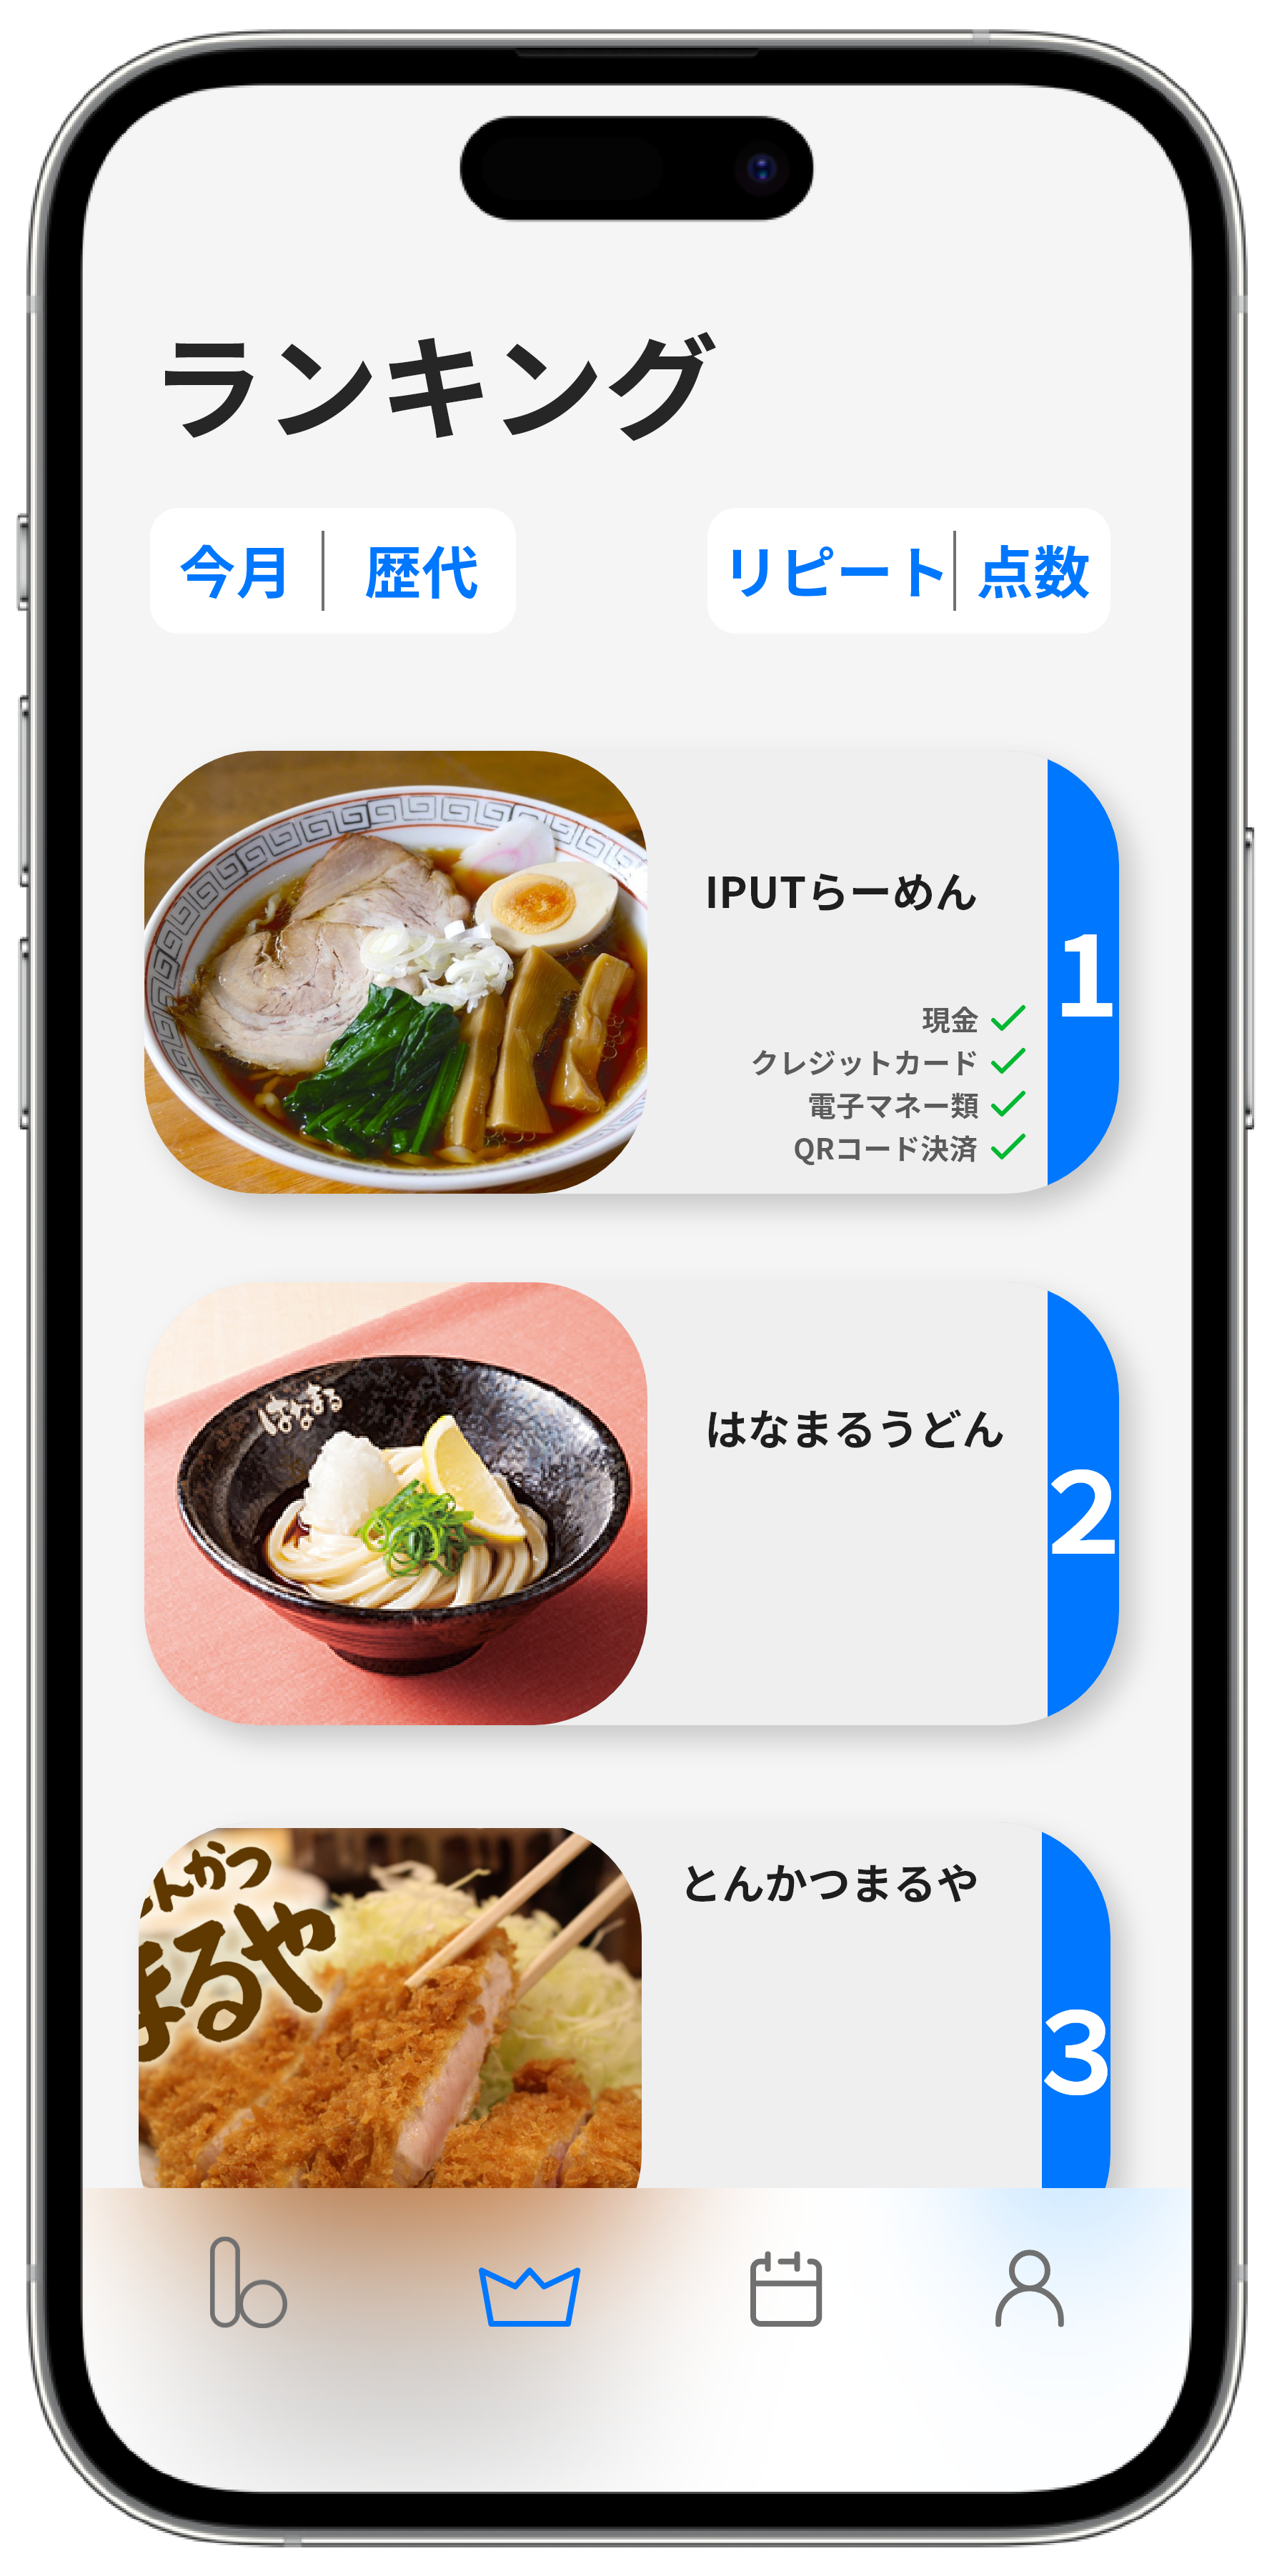 ランキング
今月 歴代
リピート 点数
IPUTらーめん
1
現金
クレジットカード
電子マネー類
QRコード決済
はなまる
はなまるうどん
2
んかつ
まるや
とんかつまるや
3